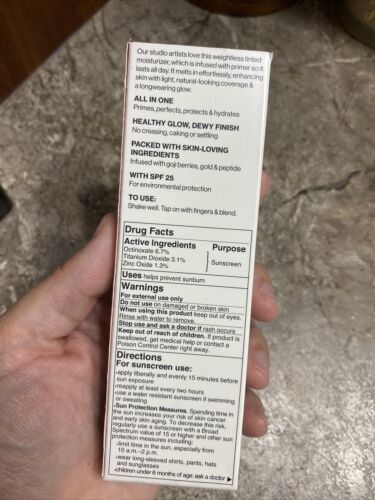 Our studio artists love this weightless tinted
moisturizer, which is infused with primer so it
lasts all day. It melts in effortlessly, enhancing
skin with light, natural-looking coverage &
a longwearing glow.
ALL IN ONE
Primes, perfects, protects & hydrates
HEALTHY GLOW, DEWY FINISH
No creasing, caking or settling
PACKED WITH SKIN-LOVING
INGREDIENTS
Infused with goji berries, gold & peptide
WITH SPF 25
For environmental protection
TO USE:
Shake well. Tap on with fingers & blend.
Drug Facts
Active Ingredients Purpose
Octinoxate 6.7%
Titanium Dioxide 3.1% Sunscreen
Zinc Oxide 1.3%
Uses helps prevent sunburn
Warnings
For external use only
Do not use on damaged or broken skin
When using this product keep out of eyes.
Rinse with water to remove.
Stop use and ask a doctor if rash occurs
Keep out of reach of children. If product is
swallowed, get medical help or contact a
Poison Control Center right away.
Directions
For sunscreen use:
•apply liberally and evenly 15 minutes before
sun exposure
•reapply at least every two hours
•use a water resistant sunscreen if swimming
or sweating
•Sun Protection Measures. Spending time in
the sun increases your risk of skin cancer
and early skin aging. To decrease this risk,
regularly use a sunscreen with a Broad
Spectrum value of 15 or higher and other sun
protection measures including:
•limit time in the sun, especially from
10 a.m.–2 p.m.
•wear long-sleeved shirts, pants, hats
and sunglasses
•children under 6 months of age: ask a doctor ▶